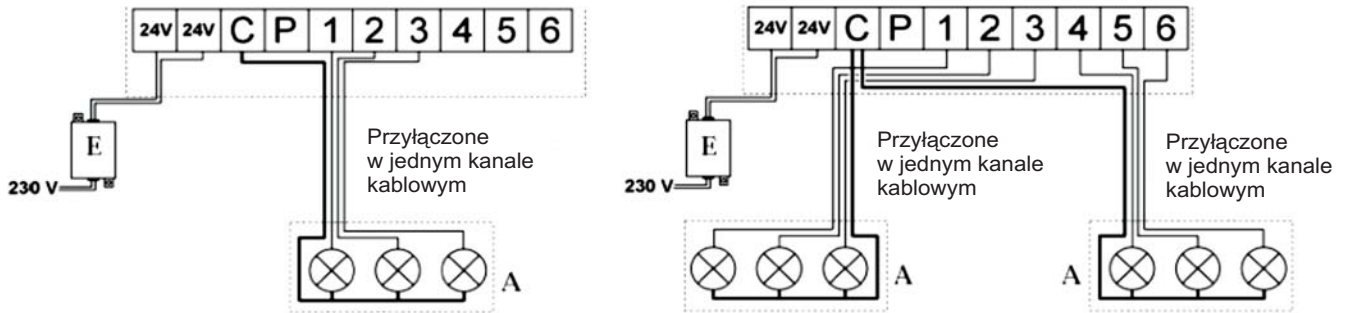 24V 24V C P 1 2 3 4 5 6
E
230 V
Przyłączone
w jednym kanale
kablowym
A
24V 24V C P 1 2 3 4 5 6
E
230 V
Przyłączone
w jednym kanale
kablowym
Przyłączone
w jednym kanale
kablowym
A
A